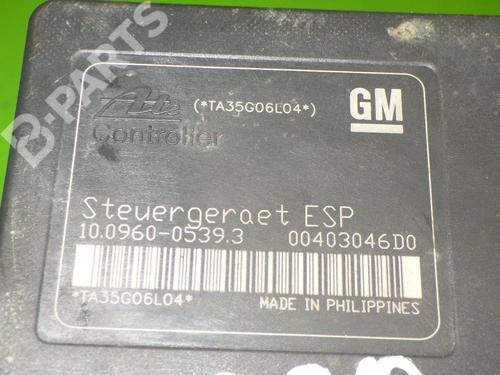 B-PARTS
Ate
(*TA35G06L04*)
GM
Controller
Steuergeraet ESP
10.0960-0539.3 00403046D0
*TA35G06L04* MADE IN PHILIPPINES